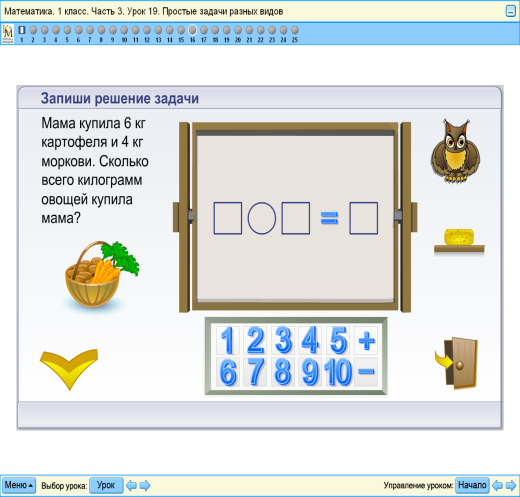 Математика. 1 класс. Часть 3. Урок 19. Простые задачи разных видов
1 2 3 4 5 6 7 8 9 10 11 12 13 14 15 16 17 18 19 20 21 22 23 24 25
Запиши решение задачи
Мама купила 6 кг
картофеля и 4 кг
моркови. Сколько
всего килограмм
овощей купила
мама?
=
1 2 3 4 5 +
6 7 8 9 10 −
Меню Выбор урока: Урок Управление уроком: Начало